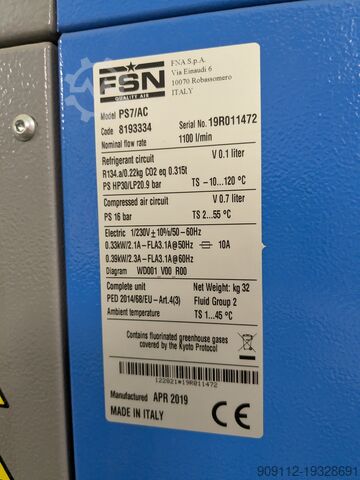 FSN
QUALITY AIR
FNA S.p.A.
Via Einaudi 6
10070 Robassomero
ITALY
Model PS7/AC
Code 8193334 Serial No. 19R011472
Nominal flow rate 1100 l/min
Refrigerant circuit V 0.1 liter
R134.a/0.22kg CO2 eq 0.315t
PS HP30/LP20.9 bar TS –10...120°C
Compressed air circuit V 0.7 liter
PS 16 bar TS 2...55°C
Electric 1/230V±10%/50–60Hz
0.33kW/2.1A–FLA3.1A@50Hz 10A
0.39kW/2.3A–FLA3.1A@60Hz
Diagram WD001 V00 R00
Complete unit Net Weight: kg 32
PED 2014/68/EU–Art.4(3) Fluid Group 2
Ambient temperature TS 1...45°C
Contains fluorinated greenhouse gases
covered by the Kyoto Protocol
122821*19R011472
Manufactured APR 2019
MADE IN ITALY CE
909112-19328691